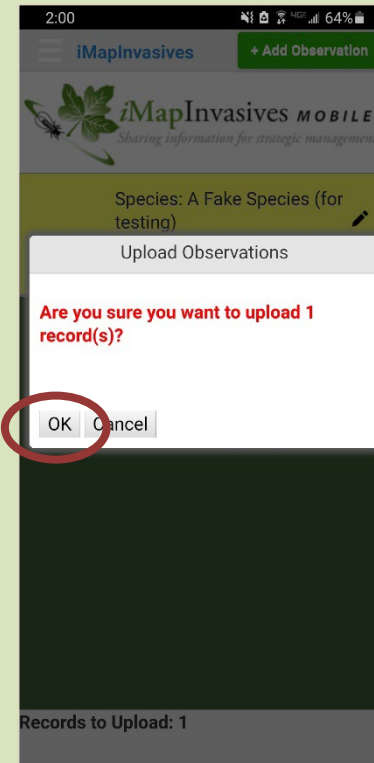 2:00 4GE 64%
iMapInvasives + Add Observation
iMapInvasives MOBILE
Sharing information for strategic management
Species: A Fake Species (for
testing)
Upload Observations
Are you sure you want to upload 1
record(s)?
OK Cancel
Records to Upload: 1